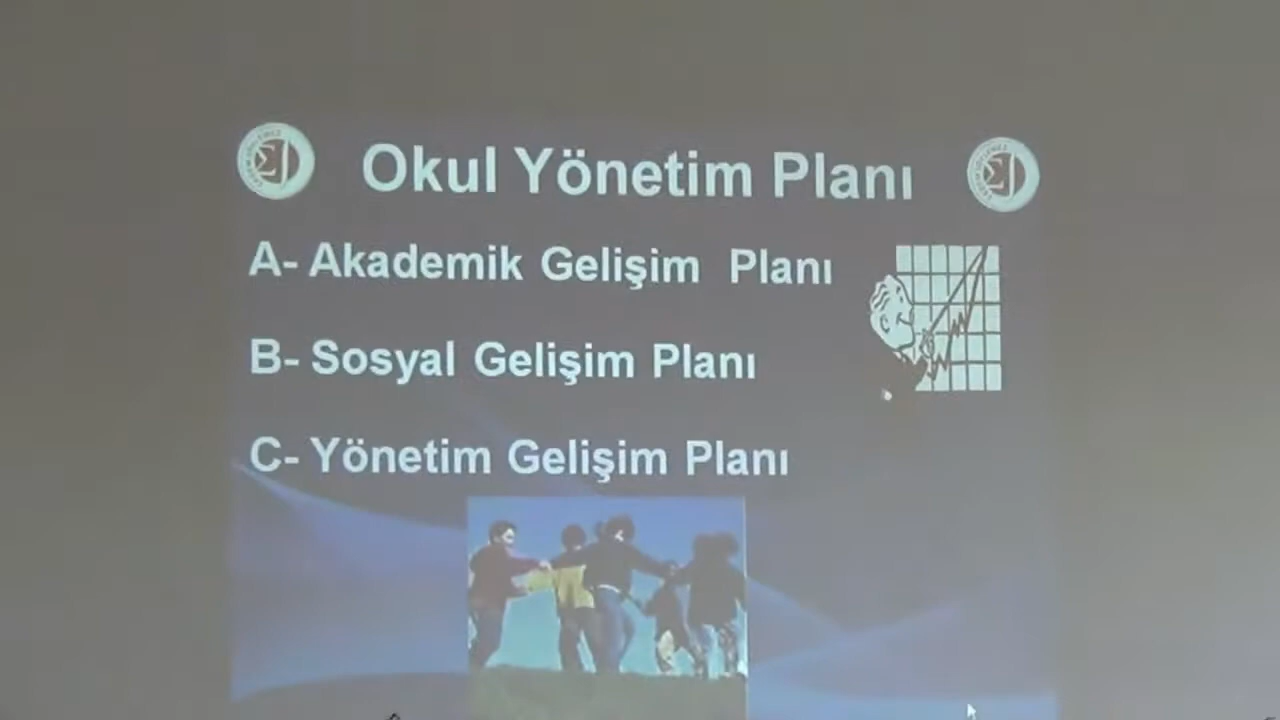 Okul Yönetim Planı
A- Akademik Gelişim Planı
B- Sosyal Gelişim Planı
C- Yönetim Gelişim Planı